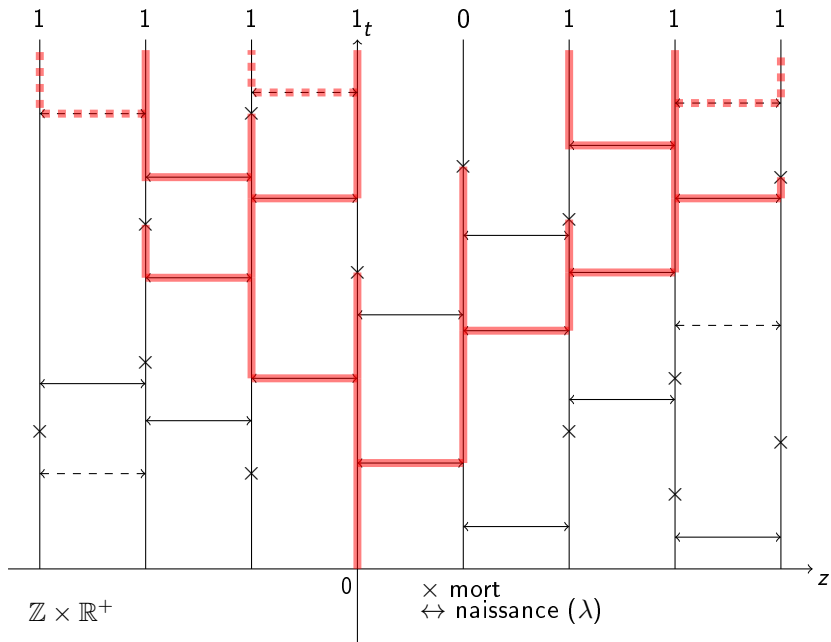 1 1 1 1 0 1 1 1
t
z
0
× mort
↔ naissance (λ)
ℤ × ℝ⁺